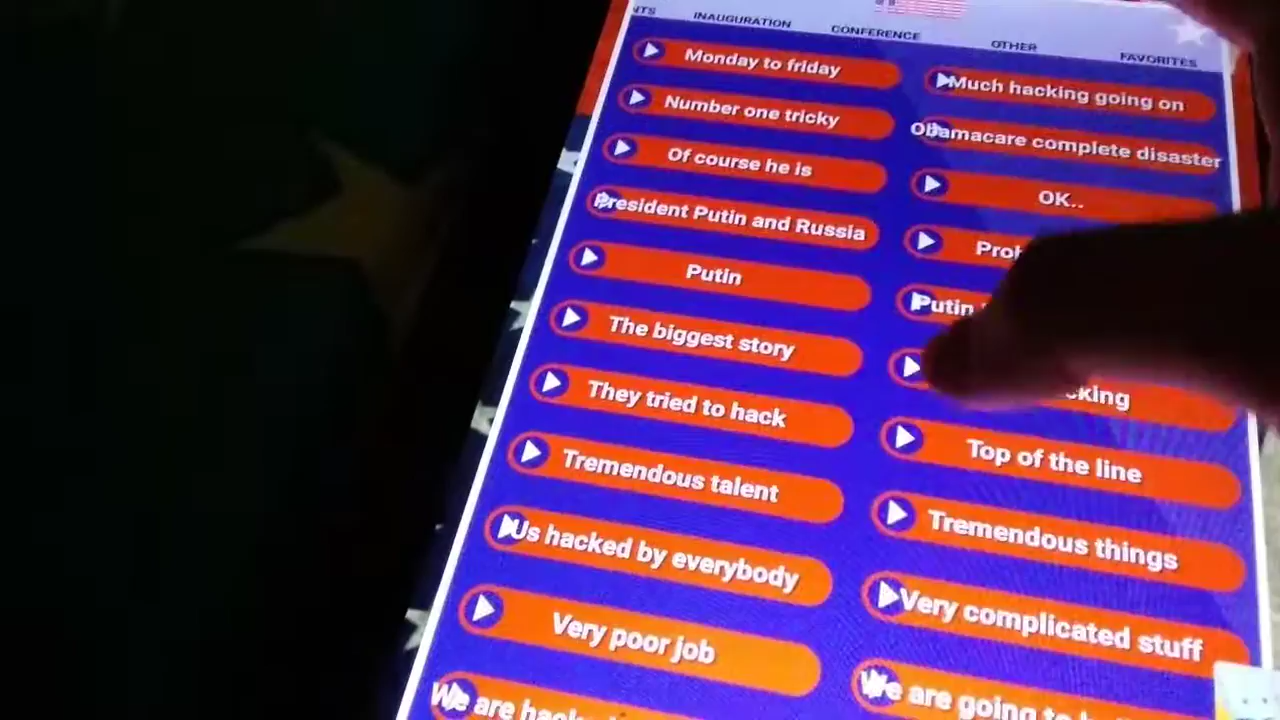 INAUGURATION
CONFERENCE
OTHER
FAVORITES
Monday to friday
Much hacking going on
Number one tricky
Obamacare complete disaster
Of course he is
OK..
President Putin and Russia
Putin
Putin
The biggest story
They tried to hack
Top of the line
Tremendous talent
Tremendous things
Us hacked by everybody
Very complicated stuff
Very poor job
We are going to
We are